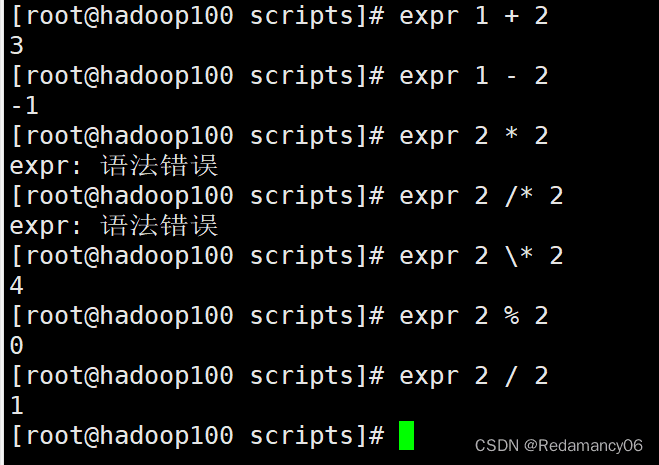 [root@hadoop100 scripts]# expr 1 + 2
3
[root@hadoop100 scripts]# expr 1 - 2
-1
[root@hadoop100 scripts]# expr 2 * 2
expr: 语法错误
[root@hadoop100 scripts]# expr 2 /* 2
expr: 语法错误
[root@hadoop100 scripts]# expr 2 \* 2
4
[root@hadoop100 scripts]# expr 2 % 2
0
[root@hadoop100 scripts]# expr 2 / 2
1
[root@hadoop100 scripts]#
CSDN @Redamancy06